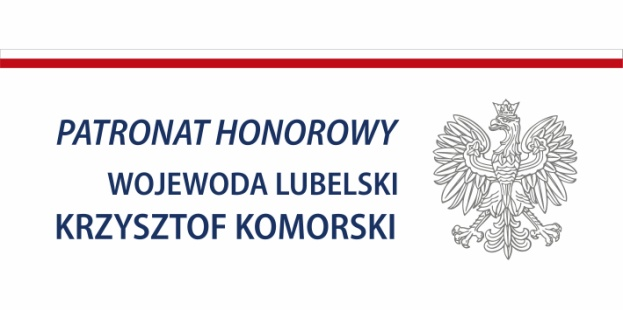 PATRONAT HONOROWY
WOJEWODA LUBELSKI
KRZYSZTOF KOMORSKI